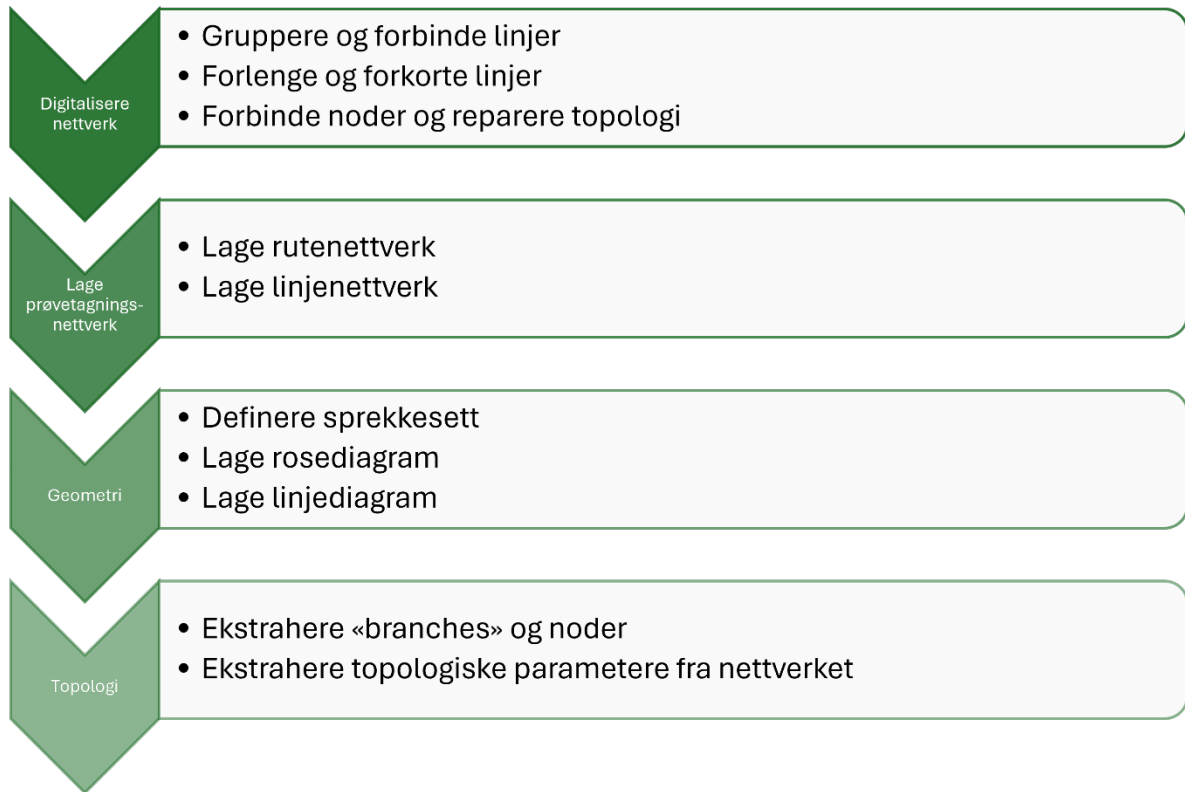 Digitalisere
nettverk
• Gruppere og forbinde linjer
• Forlenge og forkorte linjer
• Forbinde noder og reparere topologi
Lage
prøvetagnings-
nettverk
• Lage rutenettverk
• Lage linjenettverk
Geometri
• Definere sprekkesett
• Lage rosediagram
• Lage linjediagram
Topologi
• Ekstrahere «branches» og noder
• Ekstrahere topologiske parametere fra nettverket